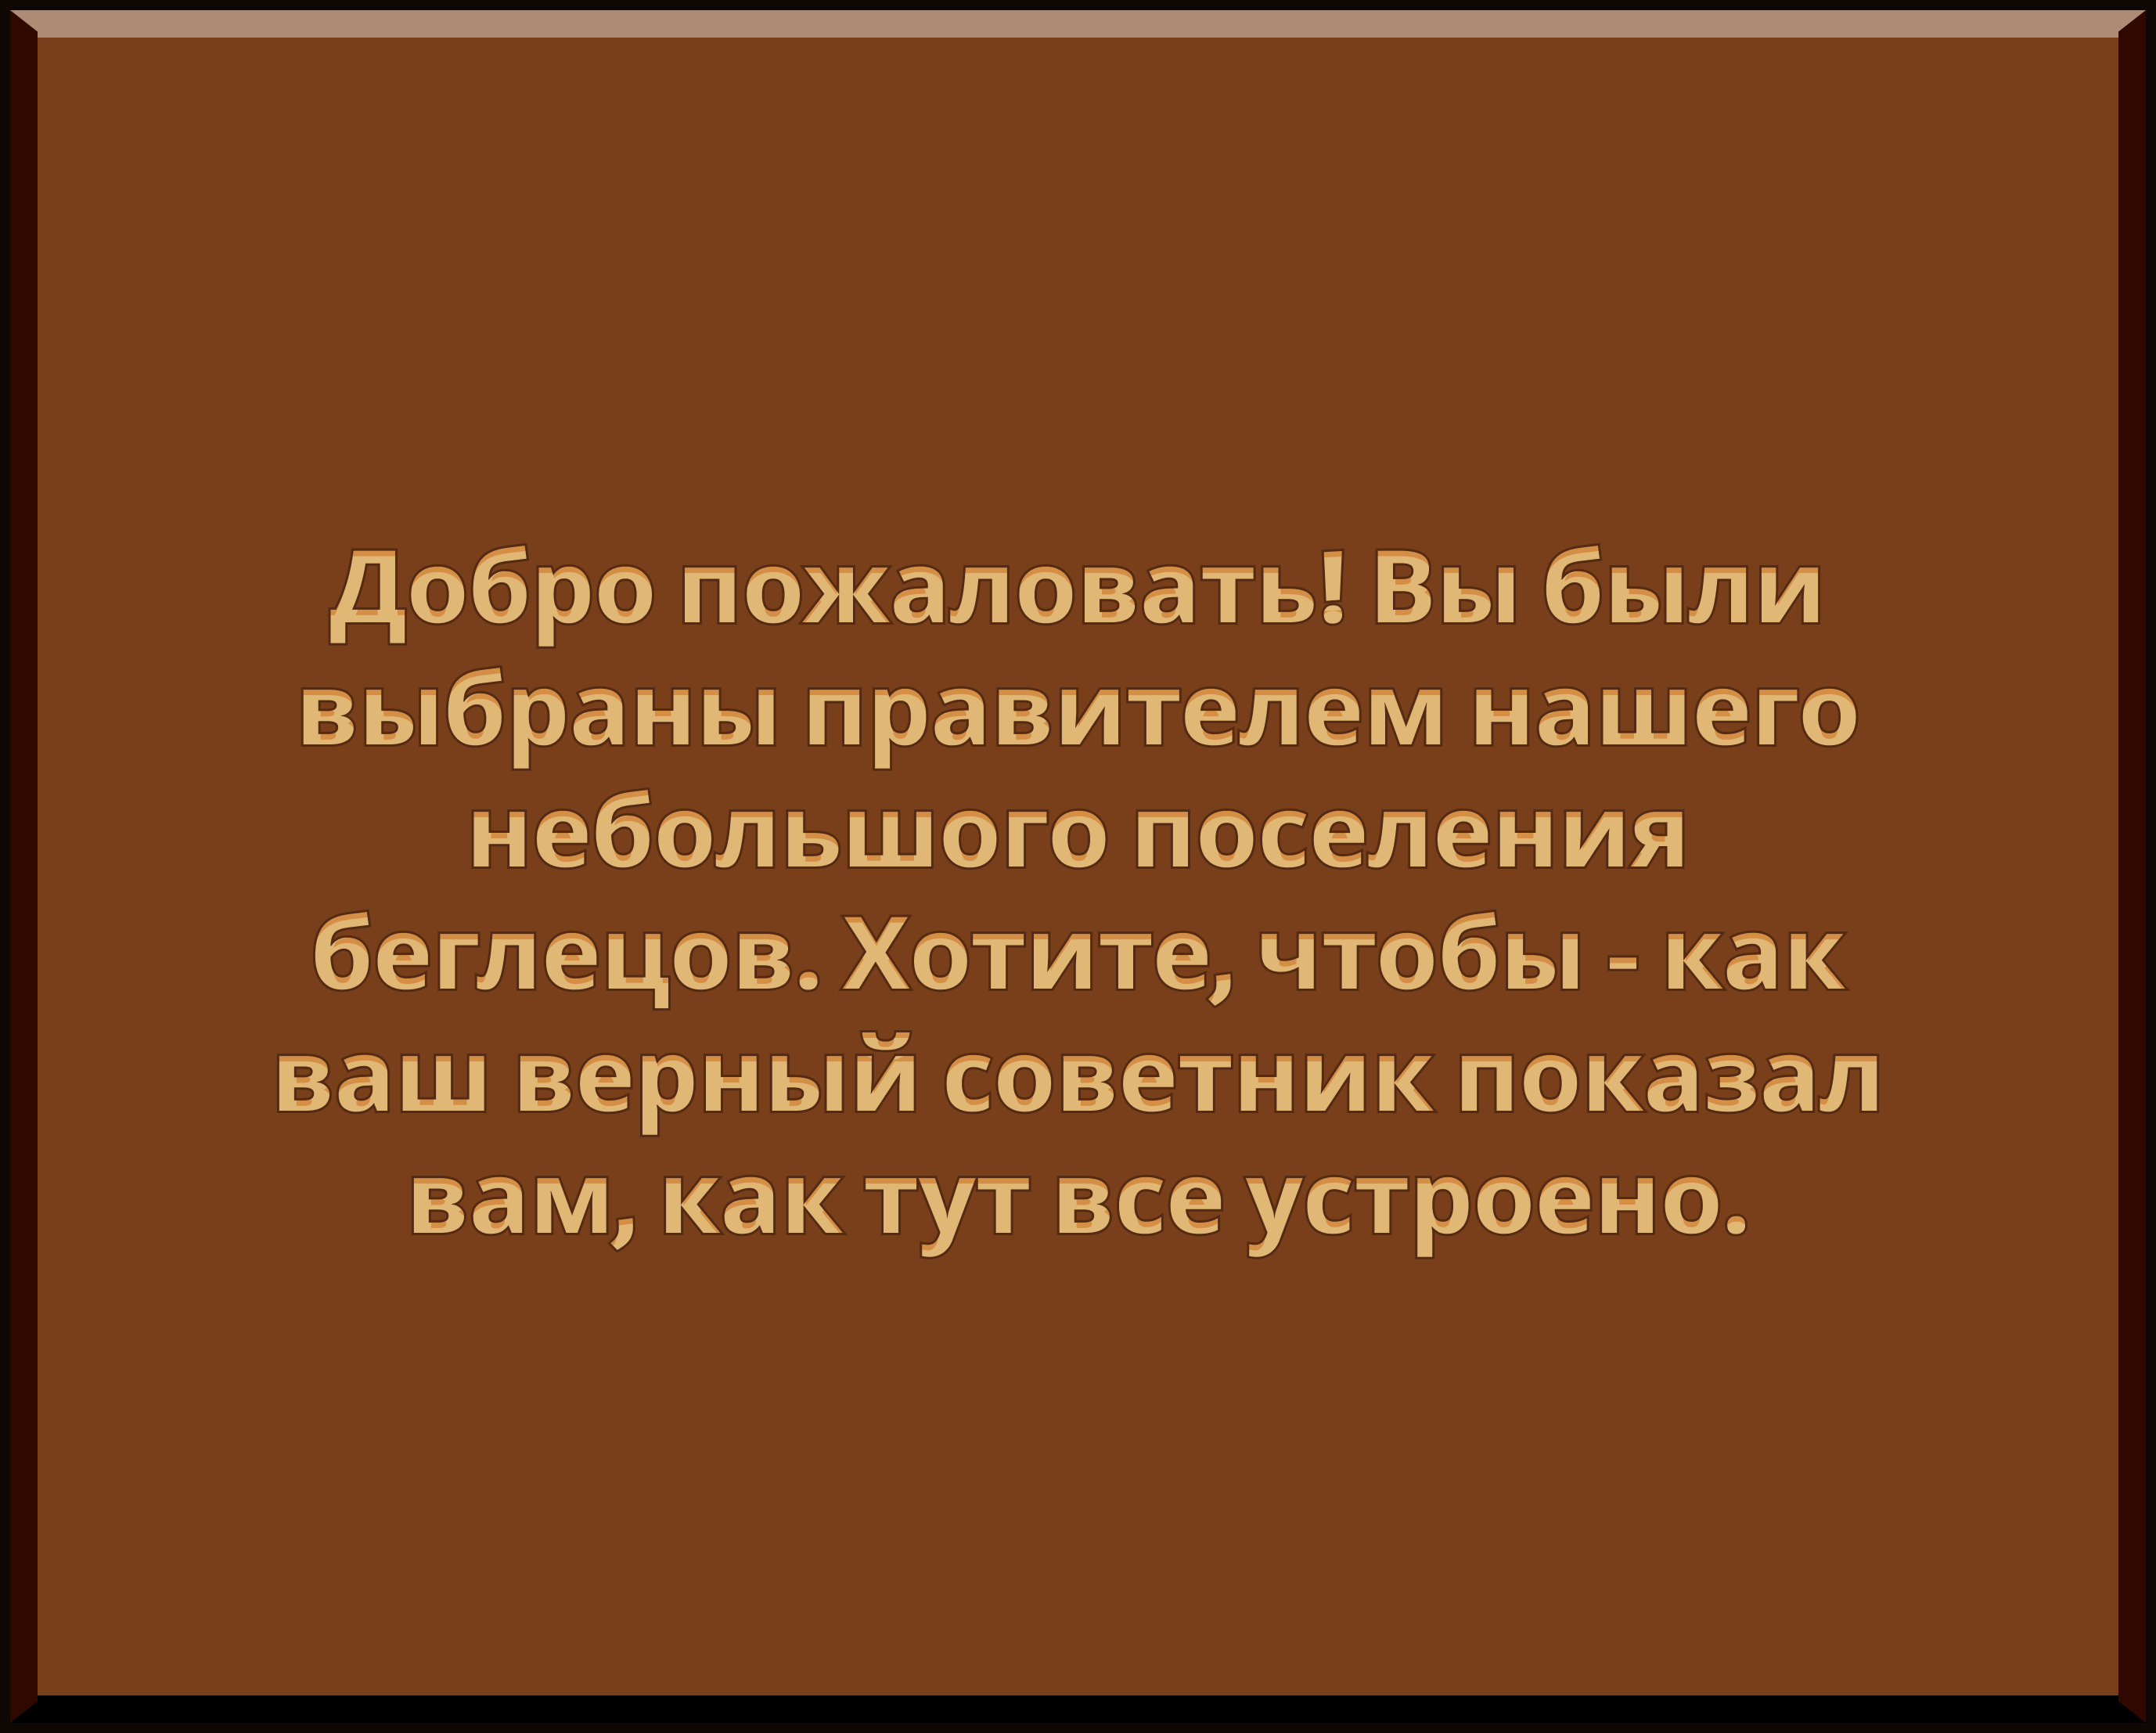 Добро пожаловать! Вы были
выбраны правителем нашего
небольшого поселения
беглецов. Хотите, чтобы - как
ваш верный советник показал
вам, как тут все устроено.